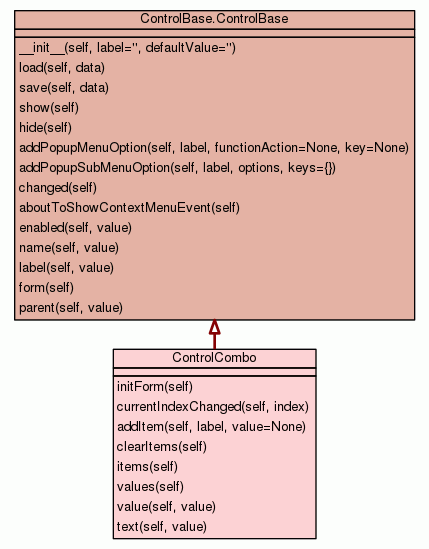 ControlBase.ControlBase
__init__(self, label='', defaultValue='')
load(self, data)
save(self, data)
show(self)
hide(self)
addPopupMenuOption(self, label, functionAction=None, key=None)
addPopupSubMenuOption(self, label, options, keys={})
changed(self)
aboutToShowContextMenuEvent(self)
enabled(self, value)
name(self, value)
label(self, value)
form(self)
parent(self, value)
ControlCombo
initForm(self)
currentIndexChanged(self, index)
addItem(self, label, value=None)
clearItems(self)
items(self)
values(self)
value(self, value)
text(self, value)